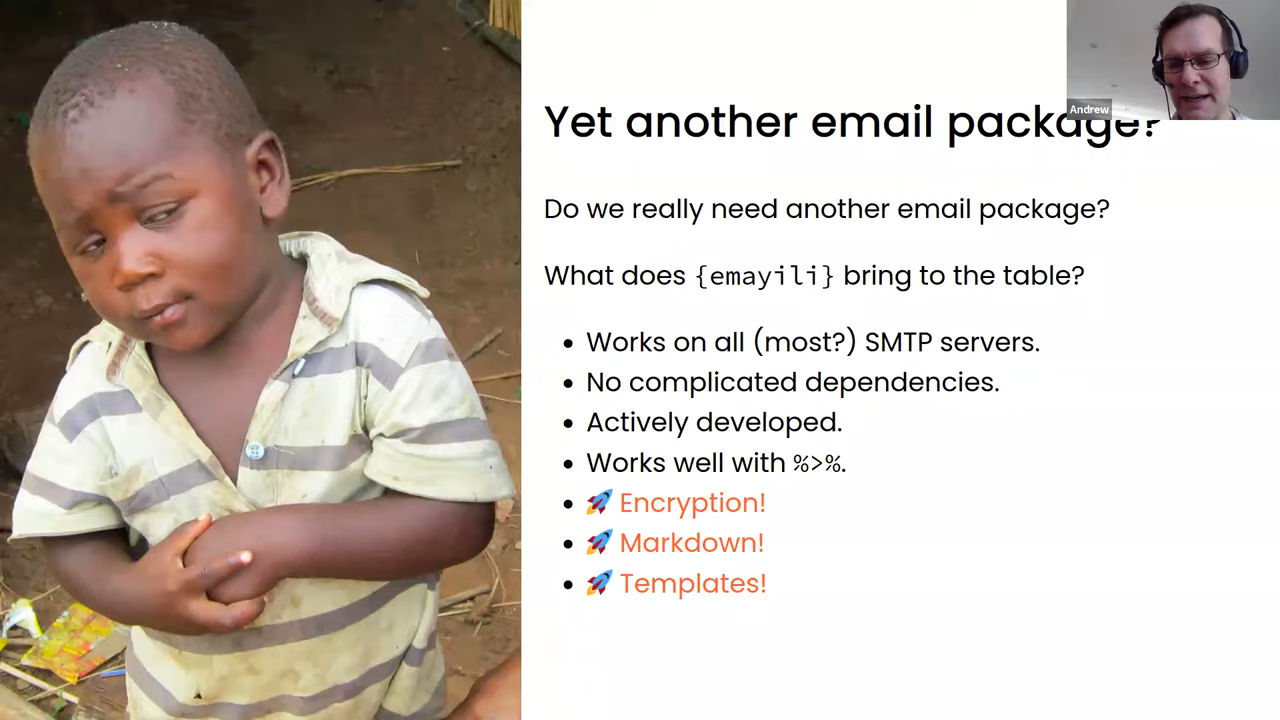 Andrew
Yet another email package?
Do we really need another email package?
What does {emayili} bring to the table?
• Works on all (most?) SMTP servers.
• No complicated dependencies.
• Actively developed.
• Works well with %>%.
• 🚀 Encryption!
• 🚀 Markdown!
• 🚀 Templates!